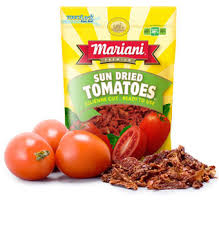 Mariani
PREMIUM
SUN DRIED
TOMATOES
JULIENNE CUT • READY TO USE